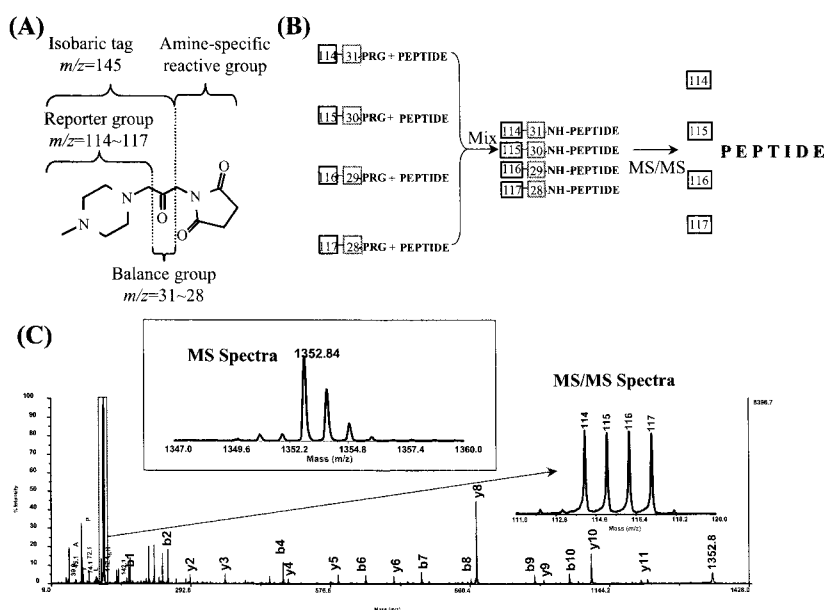 (A)
Isobaric tag
m/z=145
Amine-specific
reactive group
Reporter group
m/z=114~117
N
N
O
N
O
O
Balance group
m/z=31~28
(B)
114 31 PRG + PEPTIDE
115 30 PRG + PEPTIDE
116 29 PRG + PEPTIDE
117 28 PRG + PEPTIDE
Mix
114 31 NH-PEPTIDE
115 30 NH-PEPTIDE
116 29 NH-PEPTIDE
117 28 NH-PEPTIDE
MS/MS
114
115
PEPTIDE
116
117
(C)
MS Spectra
1352.84
1347.0 1349.6 1352.2 1354.8 1357.4 1360.0
Mass (m/z)
MS/MS Spectra
114 115 116 117
111.0 112.8 114.6 116.4 118.2 120.0
Mass (m/z)
8398.7
100
90
80
70
60
50
40
30
20
10
0
% Intensity
A P b1 b2 y2 y3 b4 y4 y5 b6 y6 b7 b8 y8 b9 y9 b10 y10 y11 1352.8
9.0 292.8 576.6 860.4 1144.2 1428.0
Mass (m/z)